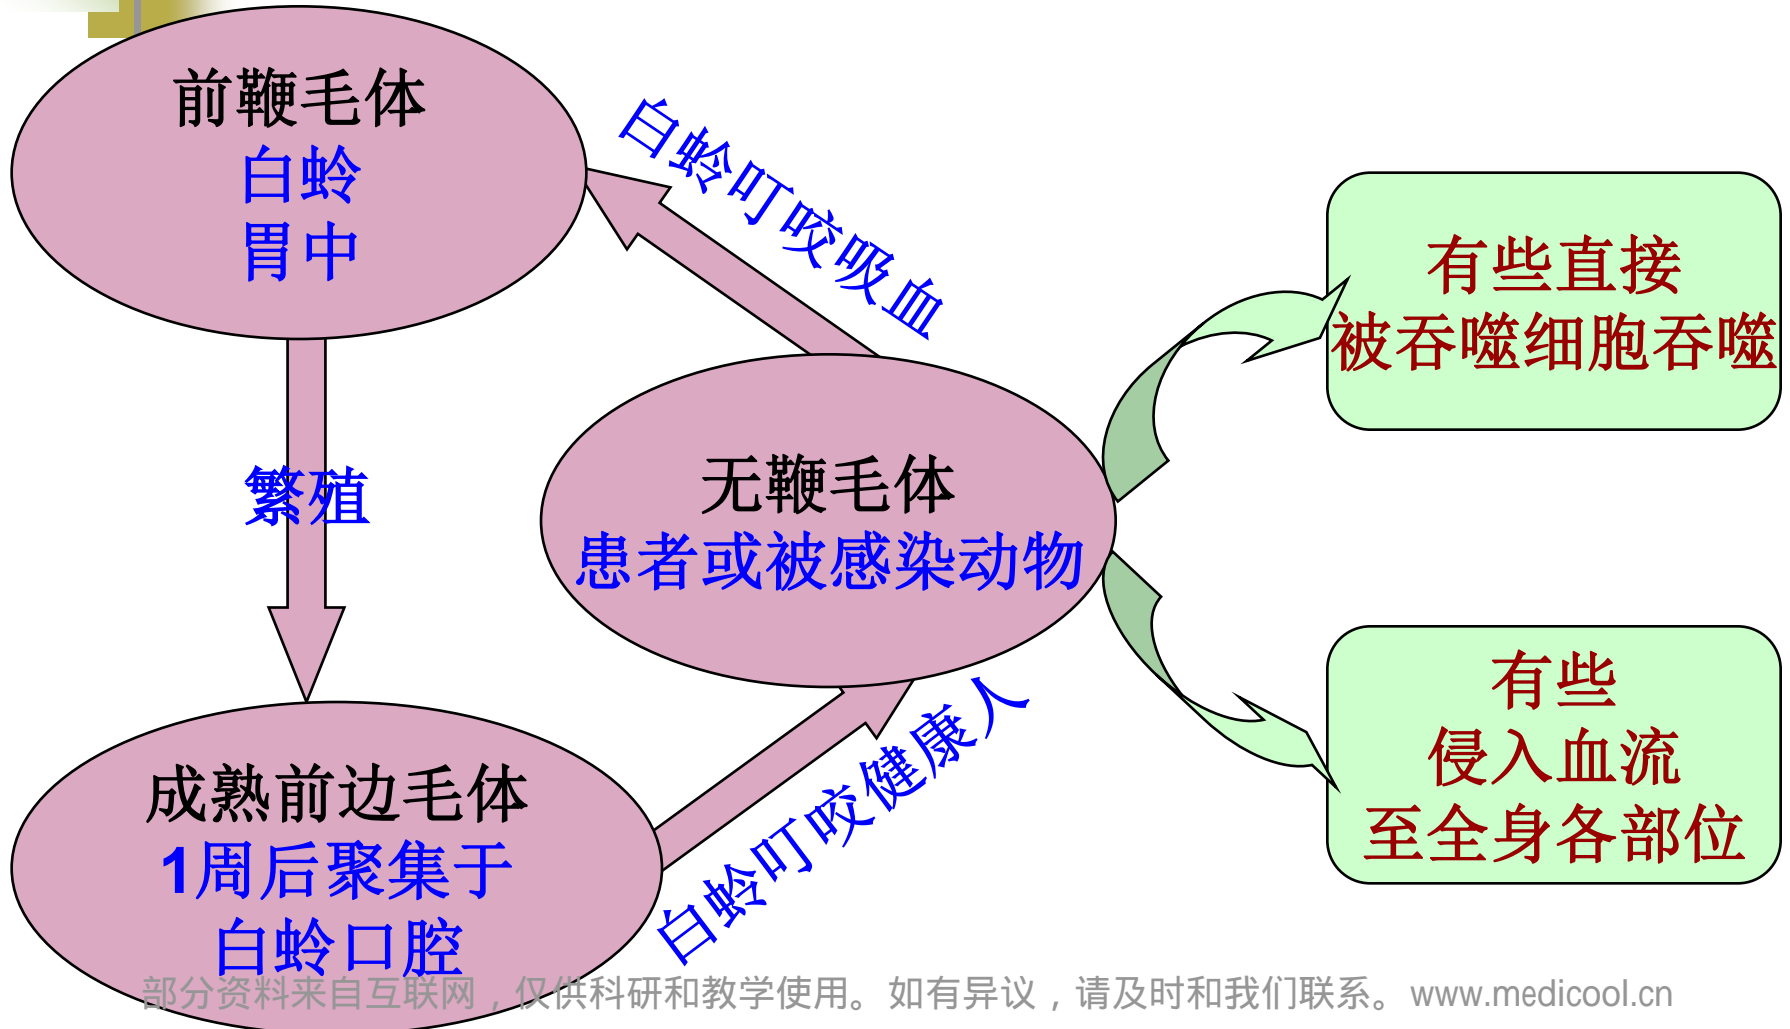 前鞭毛体
白蛉
胃中
白蛉叮咬吸血
有些直接
被吞噬细胞吞噬
繁殖
无鞭毛体
患者或被感染动物
有些
侵入血流
至全身各部位
成熟前边毛体
1周后聚集于
白蛉口腔
白蛉叮咬健康人
部分资料来自互联网，仅供科研和教学使用。如有异议，请及时和我们联系。www.medicool.cn